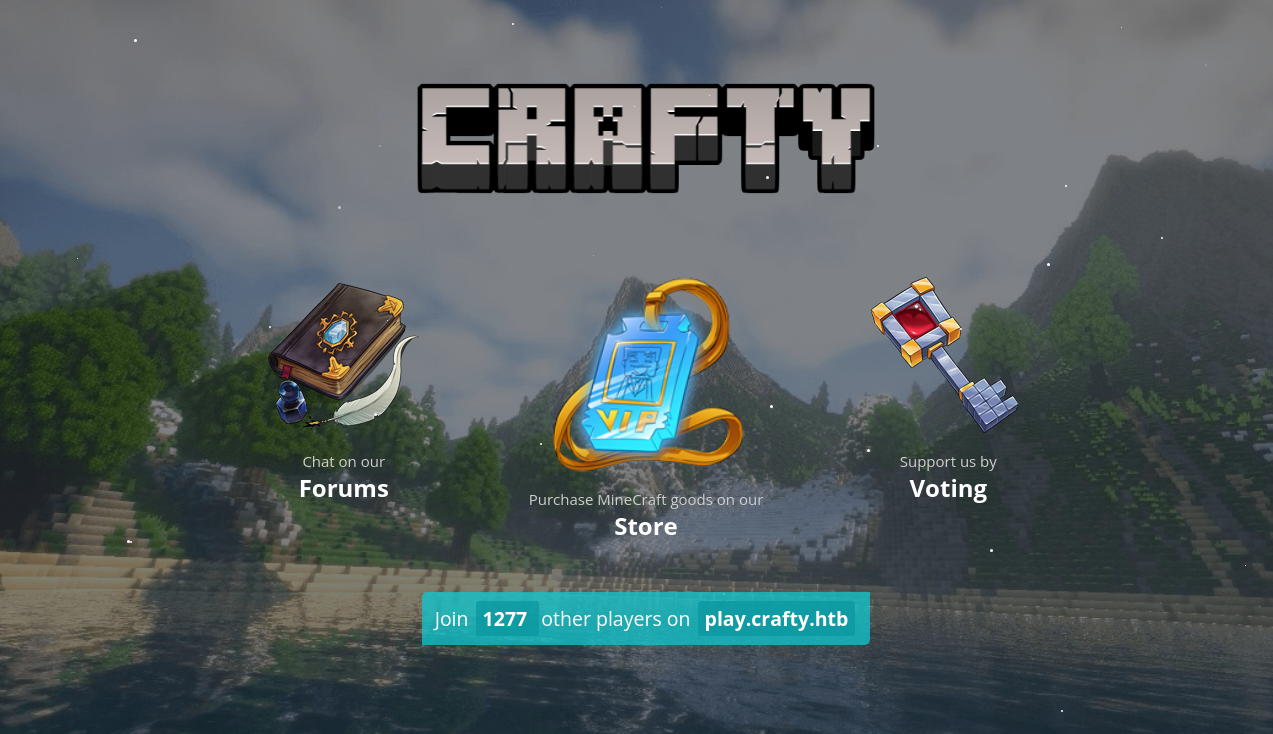 CRAFTY
VIP
Chat on our
Forums
Purchase MineCraft goods on our
Store
Support us by
Voting
Join 1277 other players on play.crafty.htb